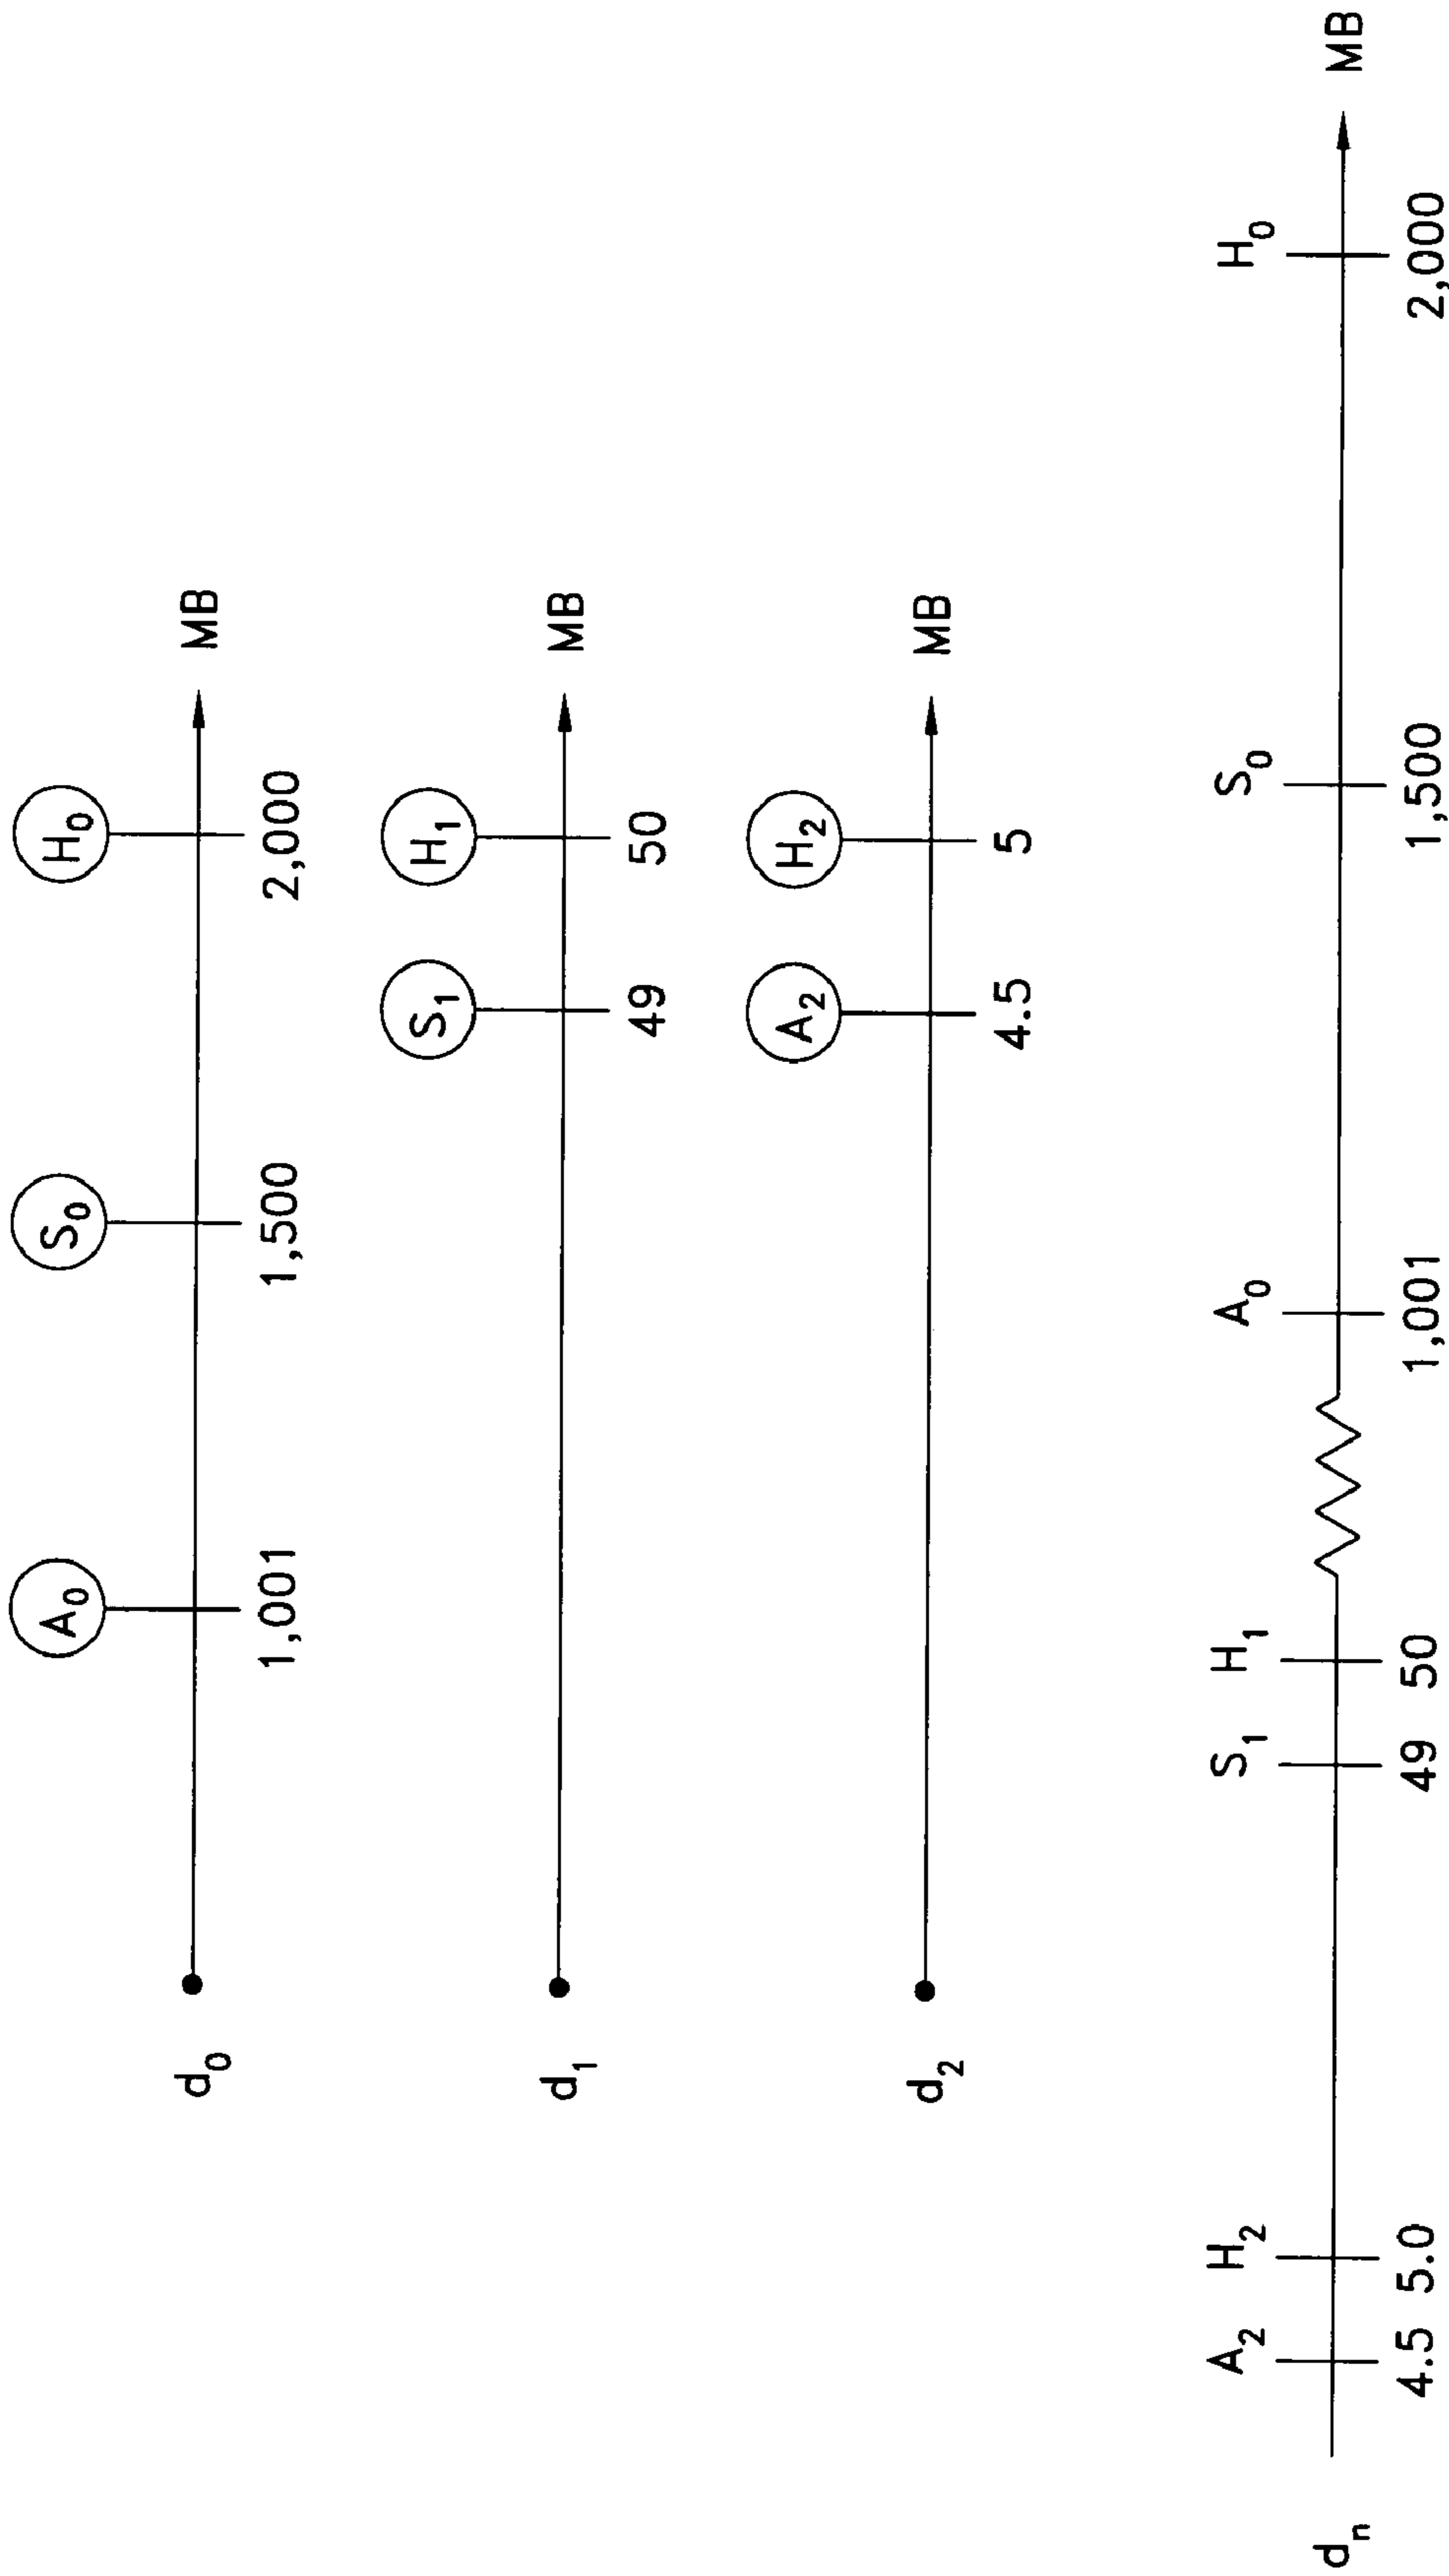 A0 S0 H0
d0 MB
1,001 1,500 2,000
S1 H1
d1 MB
49 50
A2 H2
d2 MB
4.5 5
A2 H2 S1 H1 A0 S0 H0
dn MB
4.5 5.0 49 50 1,001 1,500 2,000